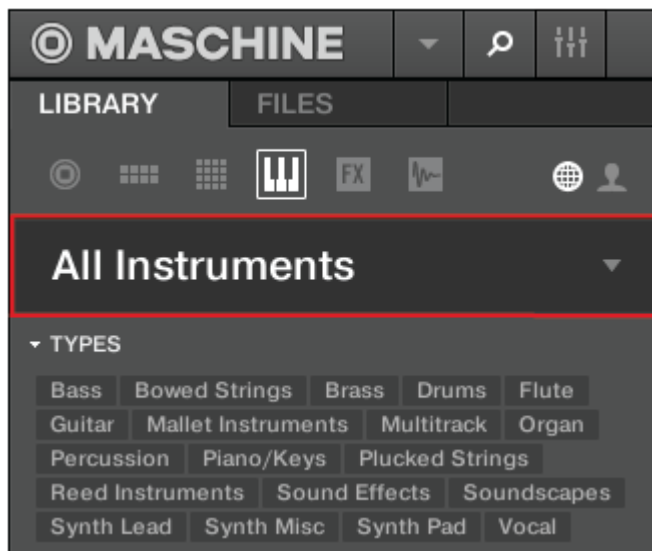 MASCHINE
LIBRARY FILES
FX
All Instruments
TYPES
Bass Bowed Strings Brass Drums Flute
Guitar Mallet Instruments Multitrack Organ
Percussion Piano/Keys Plucked Strings
Reed Instruments Sound Effects Soundscapes
Synth Lead Synth Misc Synth Pad Vocal